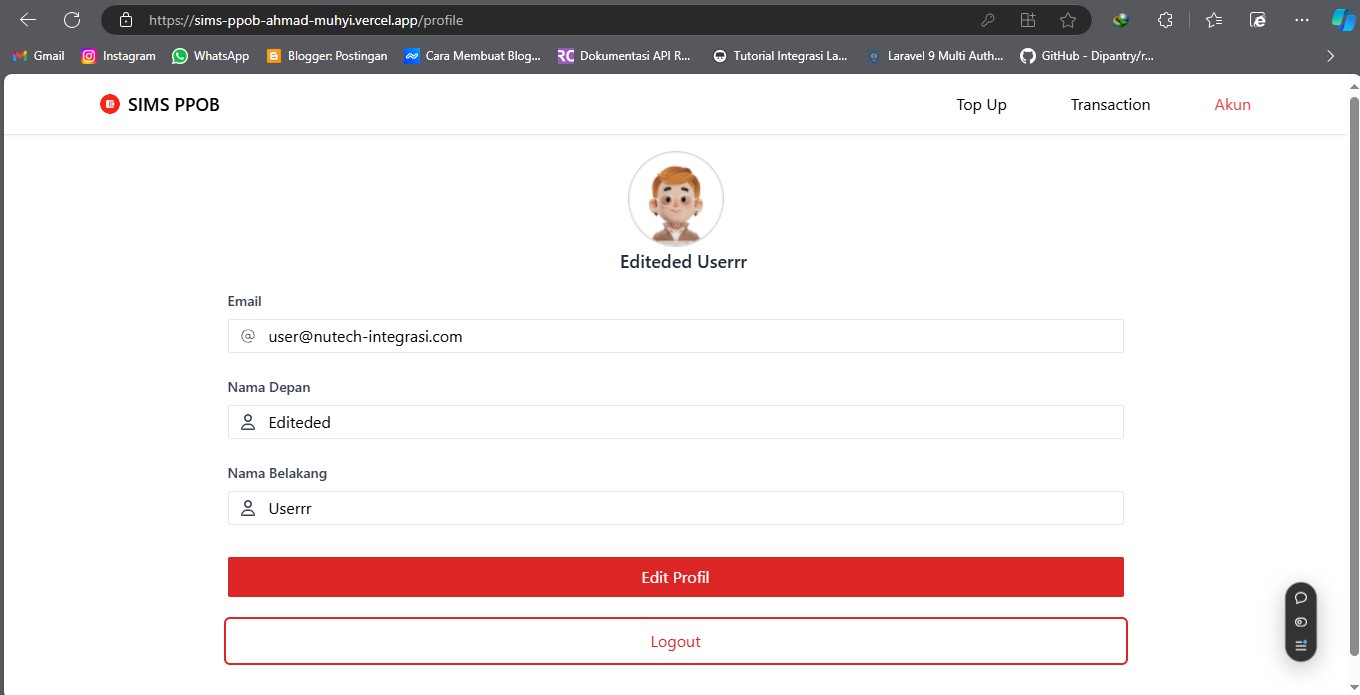 https://sims-ppob-ahmad-muhyi.vercel.app/profile
Gmail Instagram WhatsApp Blogger: Postingan Cara Membuat Blog... Dokumentasi API R... Tutorial Integrasi La... Laravel 9 Multi Auth... GitHub - Dipantry/r...
SIMS PPOB Top Up Transaction Akun
Editeded Userrr
Email
@ user@nutech-integrasi.com
Nama Depan
Editeded
Nama Belakang
Userrr
Edit Profil
Logout